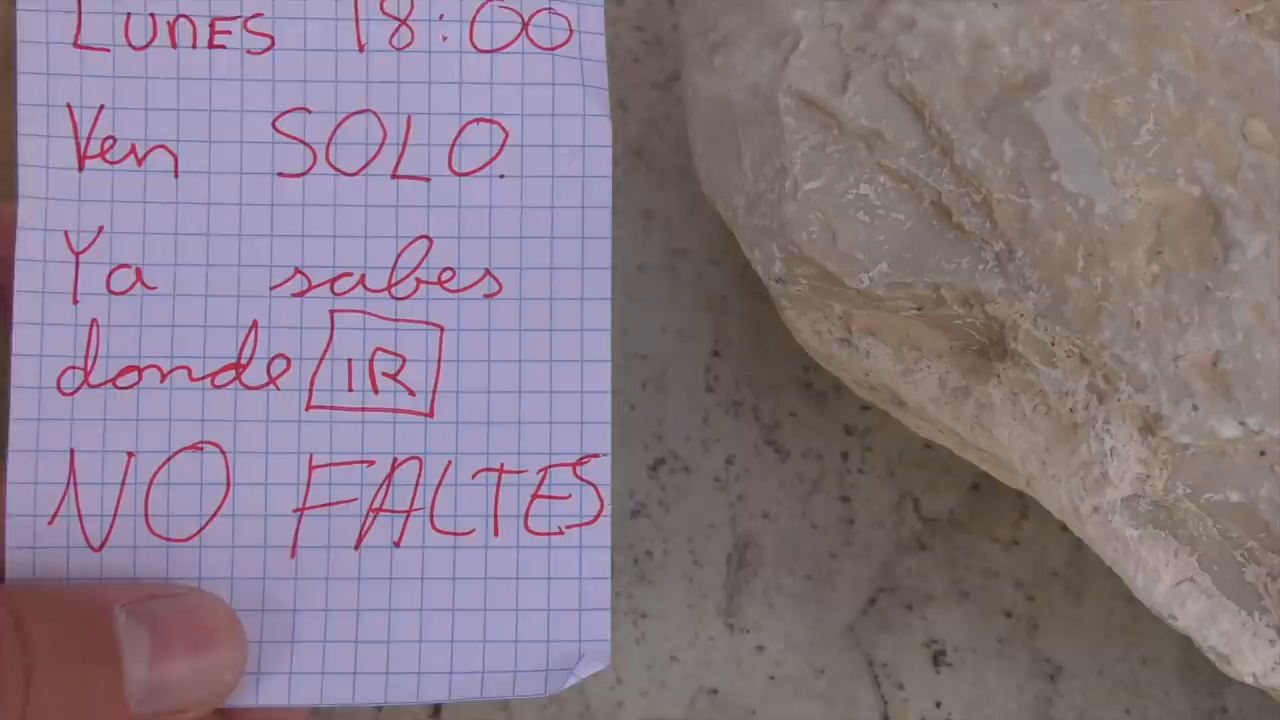 LUNES 18:00
Ven SOLO.
Ya sabes
donde IR
NO FALTES